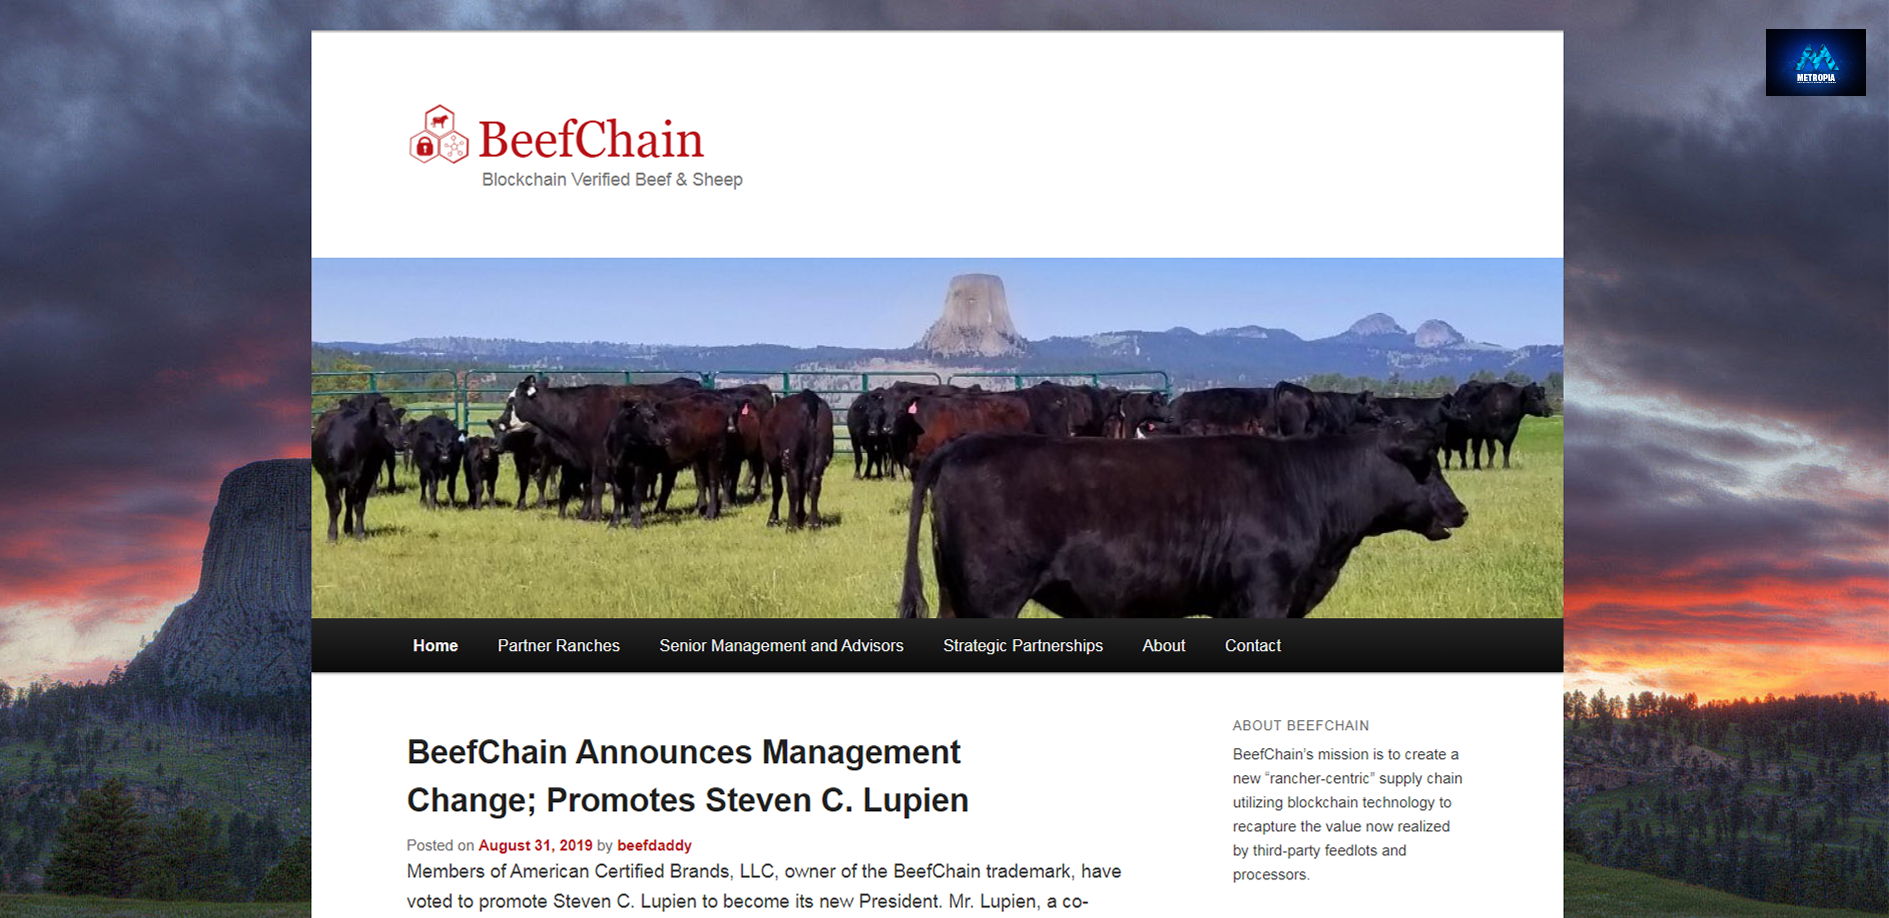 METROPIA
BeefChain
Blockchain Verified Beef & Sheep
Home Partner Ranches Senior Management and Advisors Strategic Partnerships About Contact
BeefChain Announces Management
Change; Promotes Steven C. Lupien
Posted on August 31, 2019 by beefdaddy
Members of American Certified Brands, LLC, owner of the BeefChain trademark, have
voted to promote Steven C. Lupien to become its new President. Mr. Lupien, a co-
ABOUT BEEFCHAIN
BeefChain’s mission is to create a
new “rancher-centric” supply chain
utilizing blockchain technology to
recapture the value now realized
by third-party feedlots and
processors.